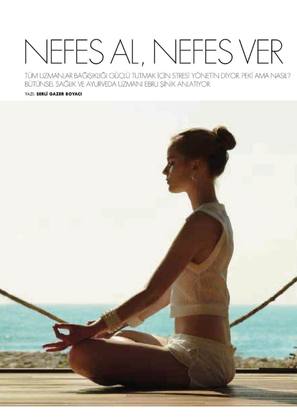 NEFES AL, NEFES VER
TÜM UZMANLAR BAĞIŞIKLIĞI GÜÇLÜ TUTMAK İÇİN STRESİ YÖNETİN DİYOR. PEKİ AMA NASIL?
BÜTÜNSEL SAĞLIK VE AYURVEDA UZMANI EBRU ŞİNİK ANLATIYOR.
YAZI: SERLİ GAZER BOYACI